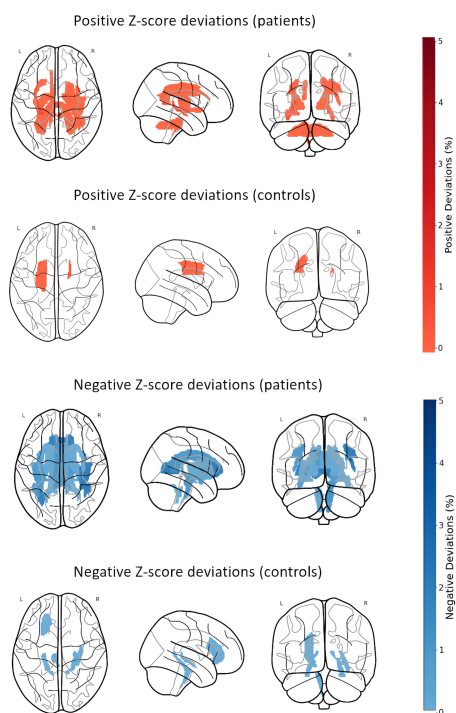 Positive Z-score deviations (patients)
L R
Positive Z-score deviations (controls)
L R L R
5
4
3
2
1
0
Positive Deviations (%)
Negative Z-score deviations (patients)
L R L R
Negative Z-score deviations (controls)
L R L R
5
4
3
2
1
0
Negative Deviations (%)